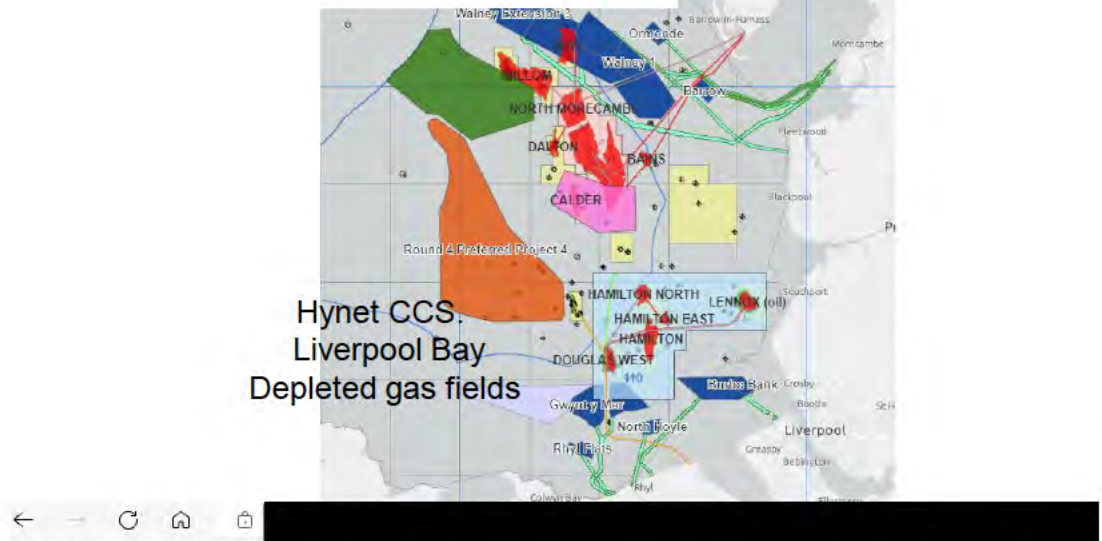 Walney Extension 3
Barrow-in-Furness
Ormonde
Morecambe
Walney 1
MILLOM
Barrow
NORTH MORECAMBE
Fleetwood
DALTON
BAINS
Blackpool
CALDER
Round 4 Preferred Project 4
Southport
HAMILTON NORTH
LENNOX (oil)
Hynet CCS.
HAMILTON EAST
Liverpool Bay
HAMILTON
DOUGLAS WEST
Depleted gas fields
110
Burbo Bank
Crosby
Gwynt y Mor
Bootle
North Hoyle
Liverpool
Rhyl Flats
Greasby
Bebington
Rhyl
Colwyn Bay